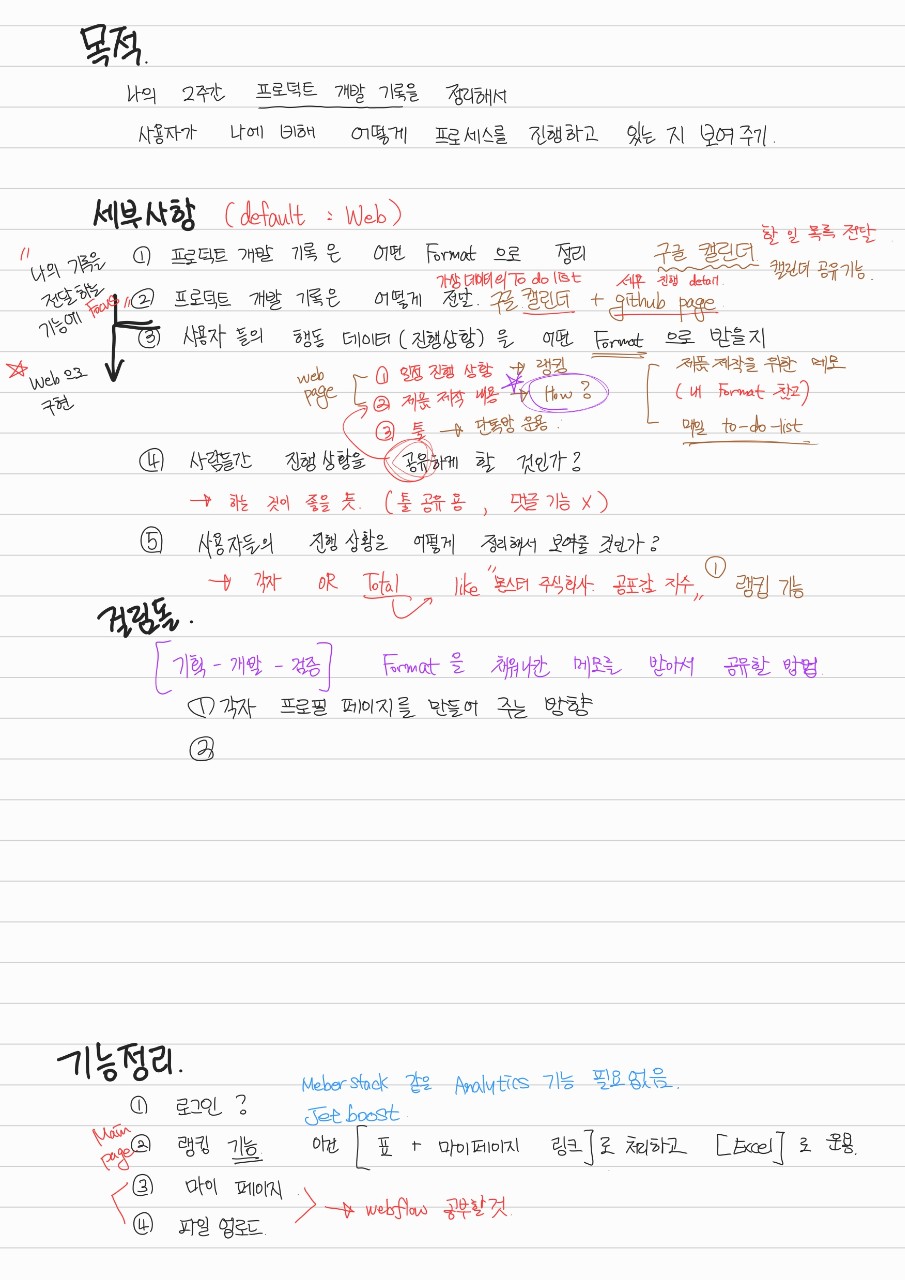 목적.
나의 2주간 프로덕트 개발 기록을 정리해서
사용자가 나에 비해 어떻게 프로세스를 진행하고 있는 지 보여주기.
세부사항 (default : Web)
① 프로덕트 개발 기록은 어떤 Format 으로 정리 구글 캘린더
할 일 목록 전달
캘린더 공유기능.
"나의 기록을
전달하는
기능에 Focus"
가상 데이터의 To do list
세부 진행 detail
② 프로덕트 개발 기록은 어떻게 전달. 구글 캘린더 + github page
③ 사용자 들의 행동 데이터(진행상황)을 어떤 Format 으로 받을지
☆ Web으로
구현
web
page
① 일정 진행 상황 → 랭킹
② 제품 제작 내용 → How?
③ 툴 → 단톡방 운용.
제품 제작을 위한 메모
(내 Format 참고)
매일 to-do-list
④ 사람들간 진행상황을 공유하게 할 것인가?
→ 하는 것이 좋을 듯. (툴 공유용, 댓글 기능 X)
⑤ 사용자들의 진행 상황은 어떻게 정리해서 보여줄 것인가?
→ 각자 OR Total like "몬스터 주식회사 공포감 지수" ① 랭킹 기능
걸림돌.
[기획 - 개발 - 검증] Format을 채워나간 메모를 받아서 공유할 방법
① 각자 프로필 페이지를 만들어 주는 방향
②
기능정리.
Meberstack 같은 Analytics 기능 필요없음.
Jetboost.
① 로그인 ?
Main
page
② 랭킹 기능 이건 [표 + 마이페이지 링크]로 처리하고 [Excel]로 운용.
③ 마이 페이지
④ 파일 업로드
→ webflow 공부할것.